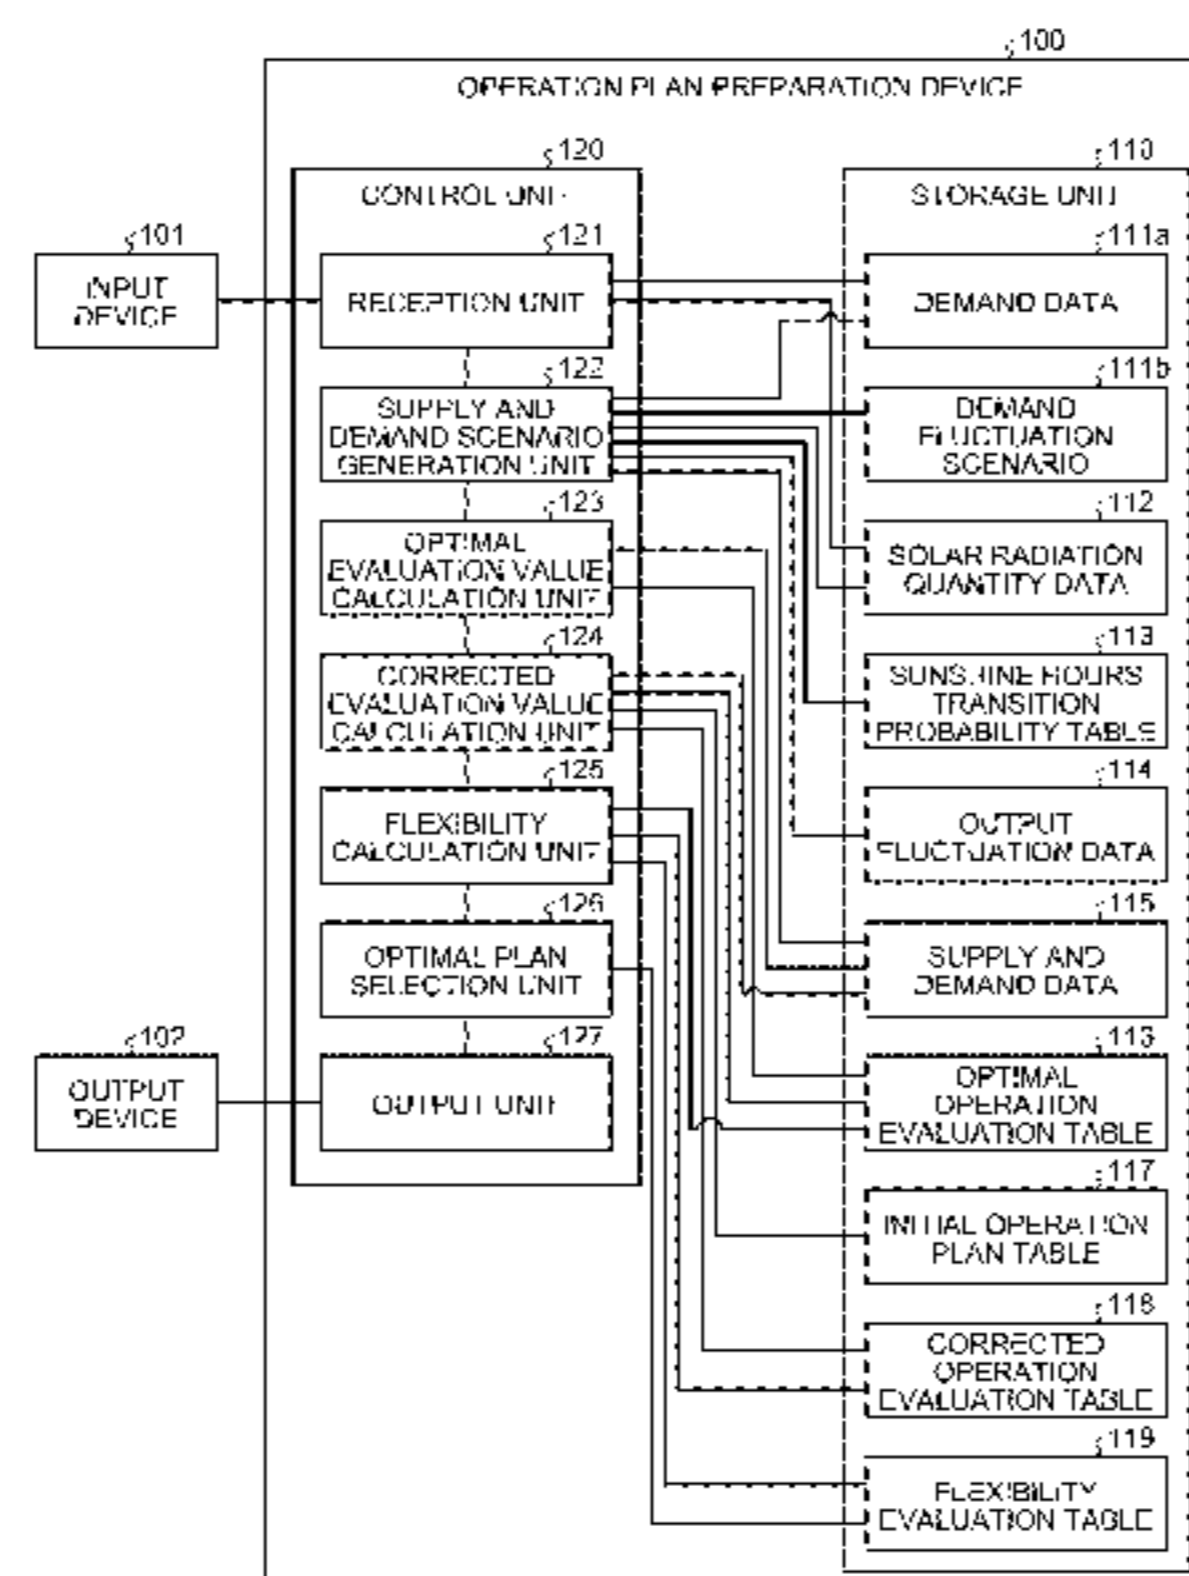 100
OPERATION PLAN PREPARATION DEVICE
120
CONTROL UNIT
110
STORAGE UNIT
101
INPUT
DEVICE
121
RECEPTION UNIT
111a
DEMAND DATA
122
SUPPLY AND
DEMAND SCENARIO
GENERATION UNIT
111b
DEMAND
FLUCTUATION
SCENARIO
123
OPTIMAL
EVALUATION VALUE
CALCULATION UNIT
112
SOLAR RADIATION
QUANTITY DATA
124
CORRECTED
EVALUATION VALUE
CALCULATION UNIT
113
SUNSHINE HOURS
TRANSITION
PROBABILITY TABLE
125
FLEXIBILITY
CALCULATION UNIT
114
OUTPUT
FLUCTUATION DATA
126
OPTIMAL PLAN
SELECTION UNIT
115
SUPPLY AND
DEMAND DATA
102
OUTPUT
DEVICE
127
OUTPUT UNIT
116
OPTIMAL
OPERATION
EVALUATION TABLE
117
INITIAL OPERATION
PLAN TABLE
118
CORRECTED
OPERATION
EVALUATION TABLE
119
FLEXIBILITY
EVALUATION TABLE